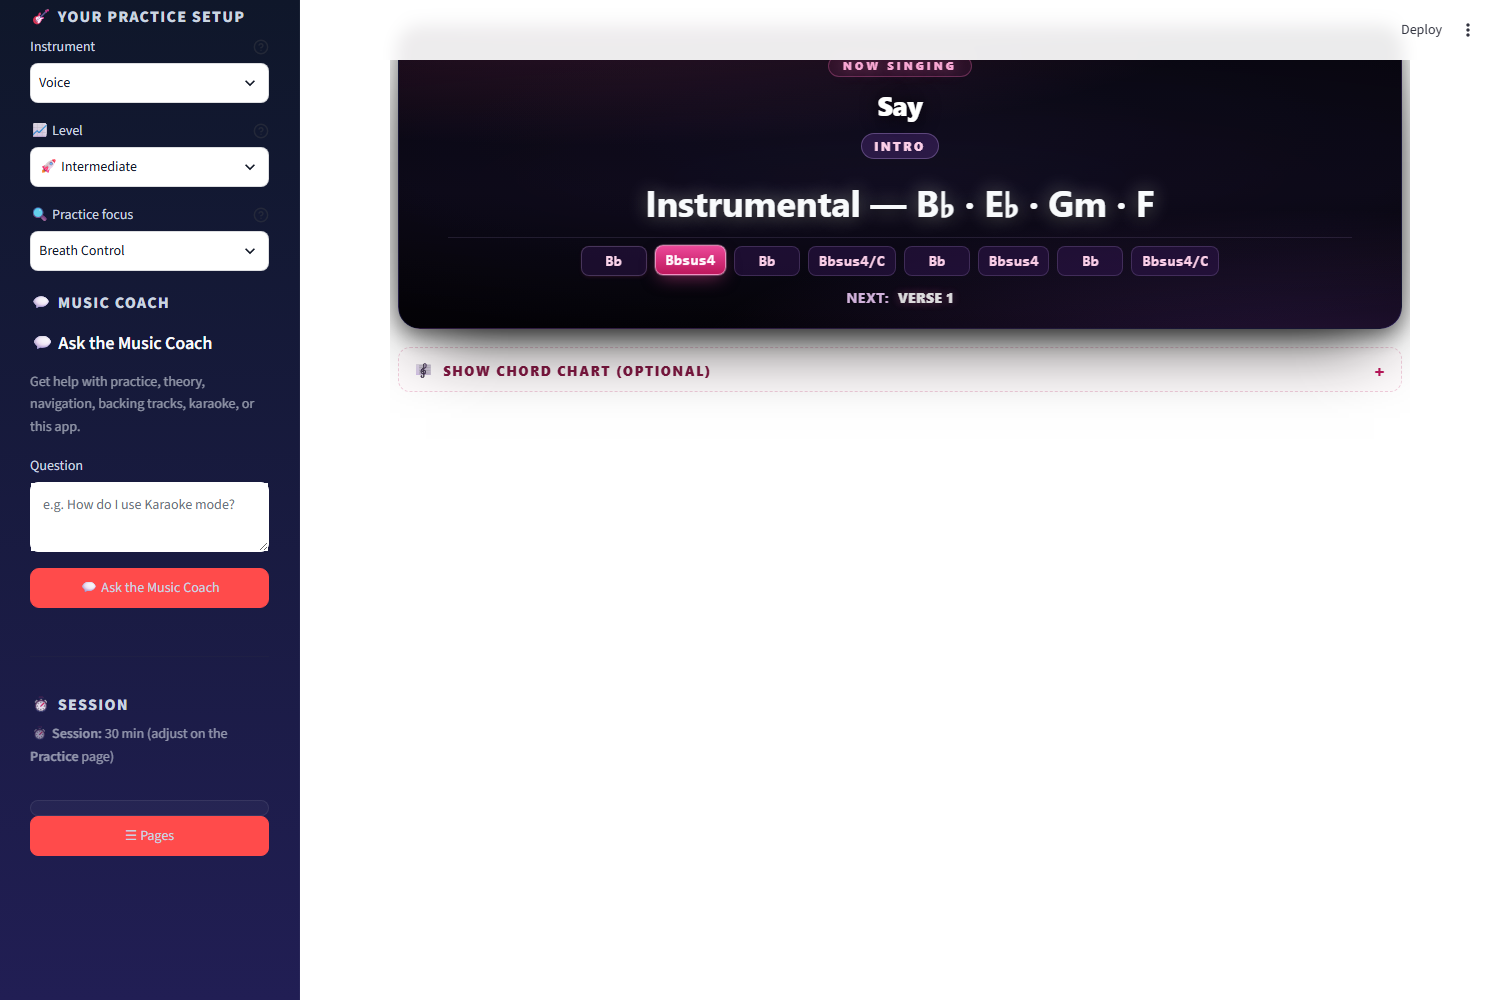 YOUR PRACTICE SETUP
Instrument
Voice
Level
Intermediate
Practice focus
Breath Control
MUSIC COACH
Ask the Music Coach
Get help with practice, theory,
navigation, backing tracks, karaoke, or
this app.
Question
e.g. How do I use Karaoke mode?
Ask the Music Coach
SESSION
Session: 30 min (adjust on the
Practice page)
☰ Pages
Deploy
NOW SINGING
Say
INTRO
Instrumental — B♭ · E♭ · Gm · F
Bb Bbsus4 Bb Bbsus4/C Bb Bbsus4 Bb Bbsus4/C
NEXT: VERSE 1
SHOW CHORD CHART (OPTIONAL) +